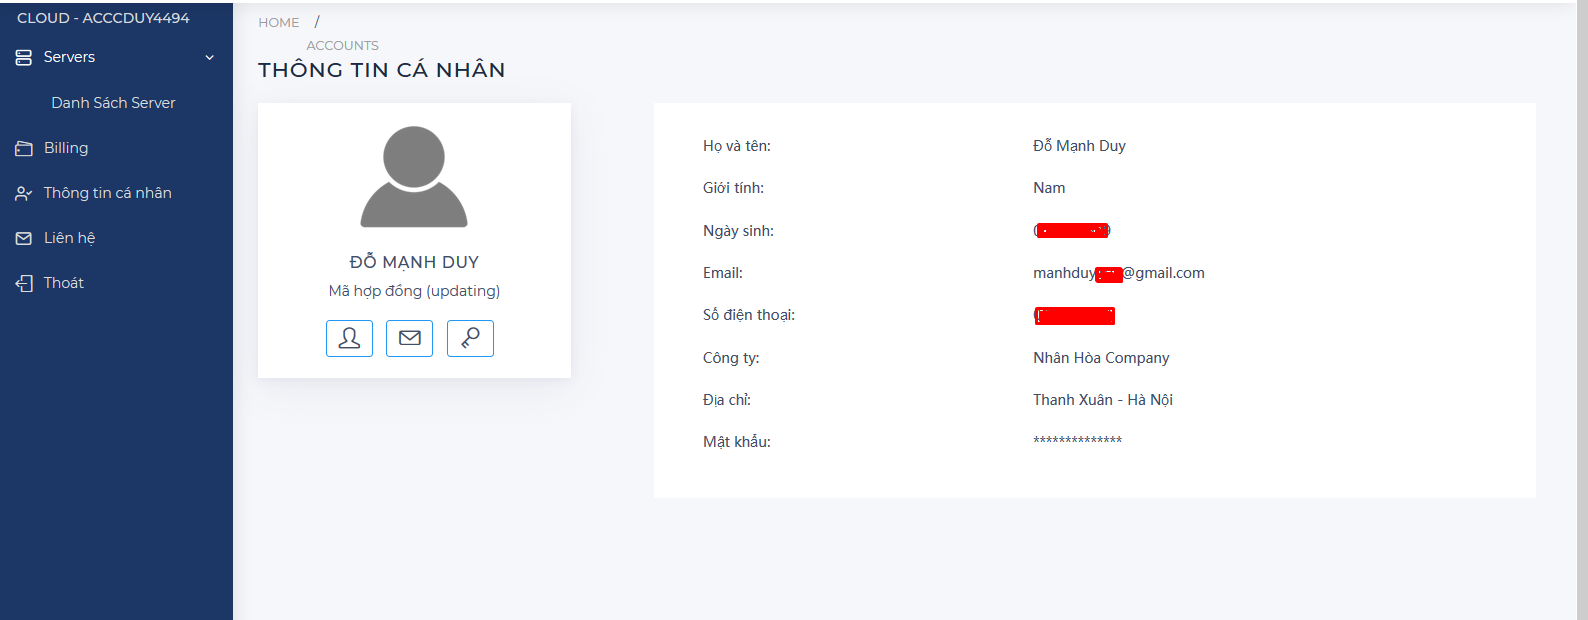 CLOUD - ACCCDUY4494
Servers
Danh Sách Server
Billing
Thông tin cá nhân
Liên hệ
Thoát
HOME /
ACCOUNTS
THÔNG TIN CÁ NHÂN
ĐỖ MẠNH DUY
Mã hợp đồng (updating)
Họ và tên: Đỗ Mạnh Duy
Giới tính: Nam
Ngày sinh:
Email: manhduy @gmail.com
Số điện thoại:
Công ty: Nhân Hòa Company
Địa chỉ: Thanh Xuân - Hà Nội
Mật khẩu: **************